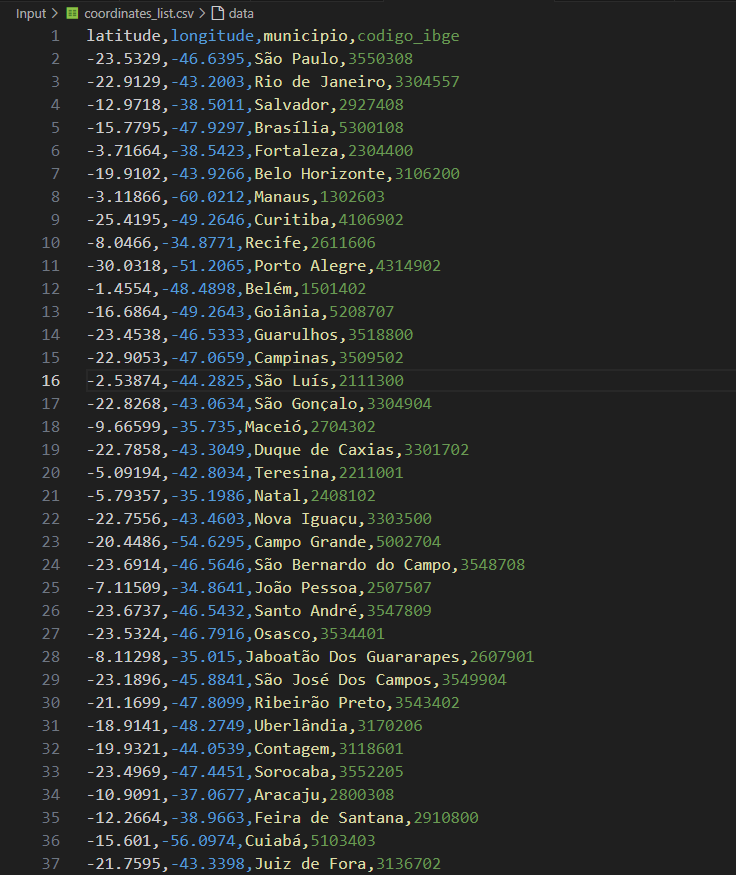 Input > coordinates_list.csv > data
1 latitude,longitude,municipio,codigo_ibge
2 -23.5329,-46.6395,São Paulo,3550308
3 -22.9129,-43.2003,Rio de Janeiro,3304557
4 -12.9718,-38.5011,Salvador,2927408
5 -15.7795,-47.9297,Brasília,5300108
6 -3.71664,-38.5423,Fortaleza,2304400
7 -19.9102,-43.9266,Belo Horizonte,3106200
8 -3.11866,-60.0212,Manaus,1302603
9 -25.4195,-49.2646,Curitiba,4106902
10 -8.0466,-34.8771,Recife,2611606
11 -30.0318,-51.2065,Porto Alegre,4314902
12 -1.4554,-48.4898,Belém,1501402
13 -16.6864,-49.2643,Goiânia,5208707
14 -23.4538,-46.5333,Guarulhos,3518800
15 -22.9053,-47.0659,Campinas,3509502
16 -2.53874,-44.2825,São Luís,2111300
17 -22.8268,-43.0634,São Gonçalo,3304904
18 -9.66599,-35.735,Maceió,2704302
19 -22.7858,-43.3049,Duque de Caxias,3301702
20 -5.09194,-42.8034,Teresina,2211001
21 -5.79357,-35.1986,Natal,2408102
22 -22.7556,-43.4603,Nova Iguaçu,3303500
23 -20.4486,-54.6295,Campo Grande,5002704
24 -23.6914,-46.5646,São Bernardo do Campo,3548708
25 -7.11509,-34.8641,João Pessoa,2507507
26 -23.6737,-46.5432,Santo André,3547809
27 -23.5324,-46.7916,Osasco,3534401
28 -8.11298,-35.015,Jaboatão Dos Guararapes,2607901
29 -23.1896,-45.8841,São José Dos Campos,3549904
30 -21.1699,-47.8099,Ribeirão Preto,3543402
31 -18.9141,-48.2749,Uberlândia,3170206
32 -19.9321,-44.0539,Contagem,3118601
33 -23.4969,-47.4451,Sorocaba,3552205
34 -10.9091,-37.0677,Aracaju,2800308
35 -12.2664,-38.9663,Feira de Santana,2910800
36 -15.601,-56.0974,Cuiabá,5103403
37 -21.7595,-43.3398,Juiz de Fora,3136702